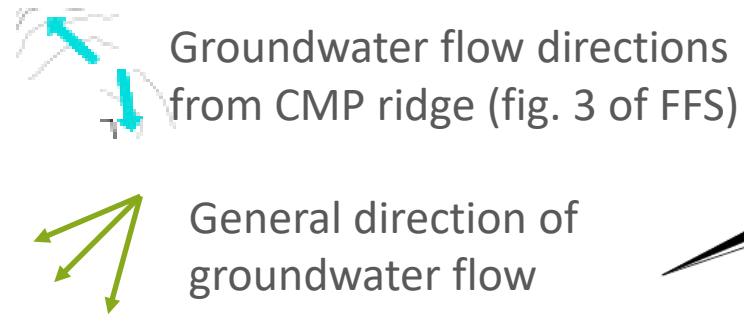 Groundwater flow directions
from CMP ridge (fig. 3 of FFS)
General direction of
groundwater flow